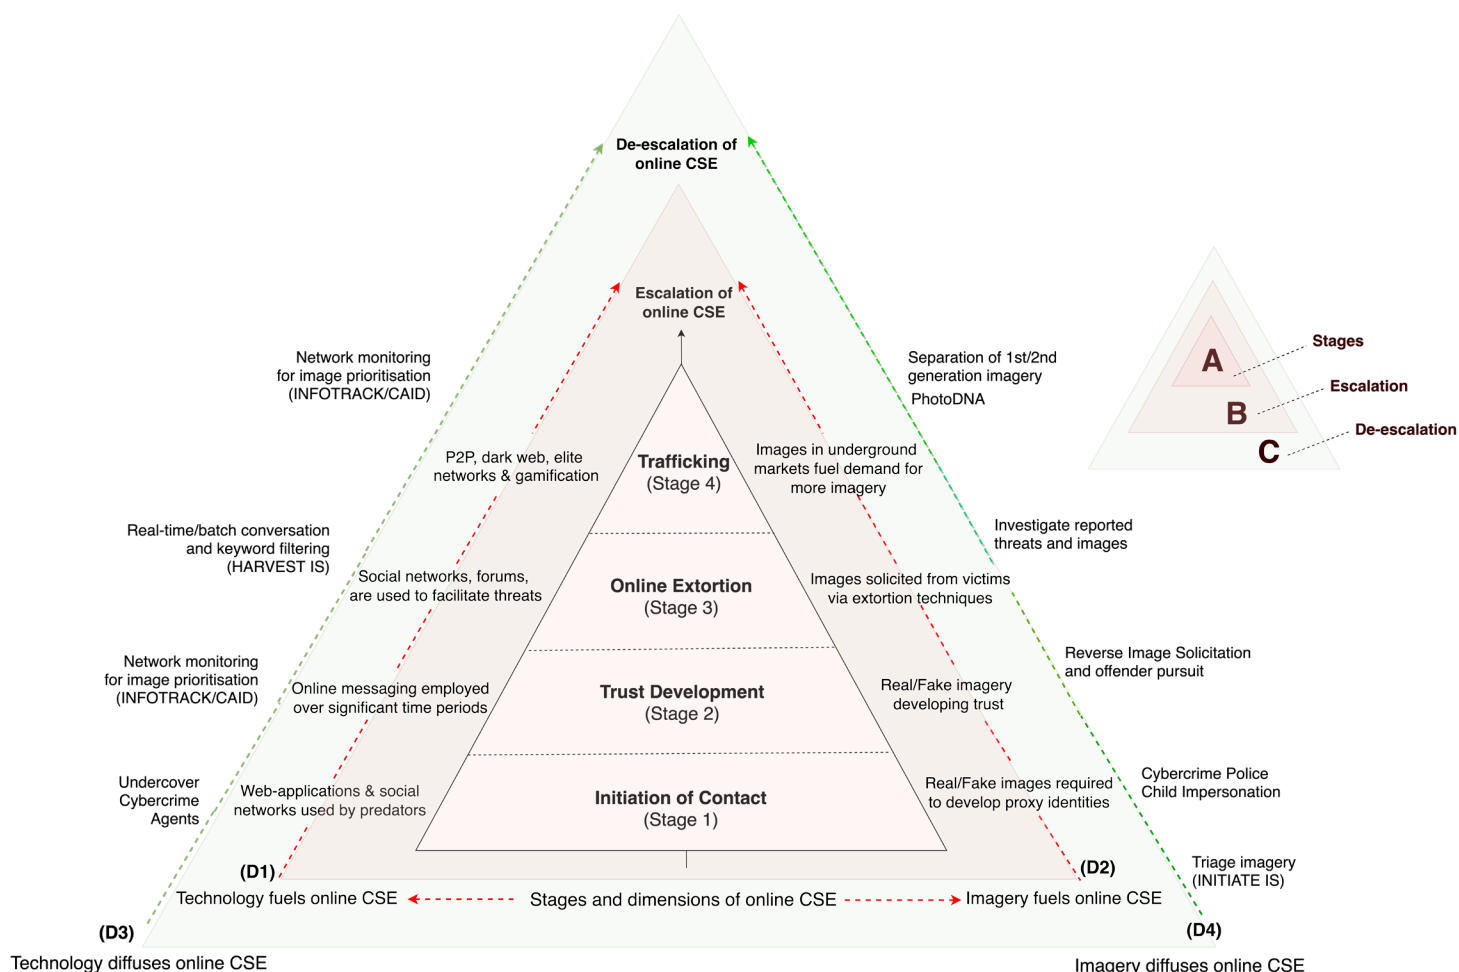 De-escalation of
online CSE
Escalation of
online CSE
Network monitoring
for image prioritisation
(INFOTRACK/CAID)
Separation of 1st/2nd
generation imagery
PhotoDNA
P2P, dark web, elite
networks & gamification
Trafficking
(Stage 4)
Images in underground
markets fuel demand for
more imagery
Real-time/batch conversation
and keyword filtering
(HARVEST IS)
Investigate reported
threats and images
Social networks, forums,
are used to facilitate threats
Online Extortion
(Stage 3)
Images solicited from victims
via extortion techniques
Network monitoring
for image prioritisation
(INFOTRACK/CAID)
Reverse Image Solicitation
and offender pursuit
Online messaging employed
over significant time periods
Trust Development
(Stage 2)
Real/Fake imagery
developing trust
Undercover
Cybercrime
Agents
Web-applications & social
networks used by predators
Initiation of Contact
(Stage 1)
Real/Fake images required
to develop proxy identities
Cybercrime Police
Child Impersonation
Triage imagery
(INITIATE IS)
(D1)
(D2)
Technology fuels online CSE
Stages and dimensions of online CSE
Imagery fuels online CSE
(D3)
(D4)
Technology diffuses online CSE
Imagery diffuses online CSE
A
Stages
B
Escalation
C
De-escalation